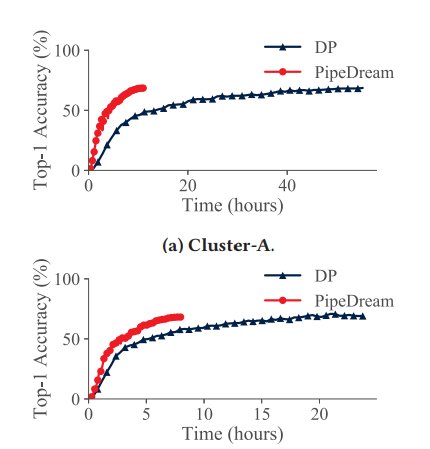 Top-1 Accuracy (%)
100
50
0
DP
PipeDream
0 20 40
Time (hours)
(a) Cluster-A.
Top-1 Accuracy (%)
100
50
0
DP
PipeDream
0 5 10 15 20
Time (hours)